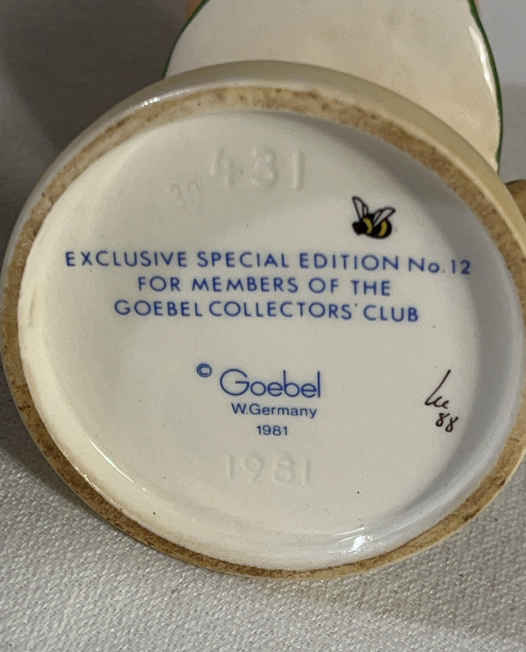 431
EXCLUSIVE SPECIAL EDITION No.12
FOR MEMBERS OF THE
GOEBEL COLLECTORS' CLUB
© Goebel
W.Germany
1981
88
1981